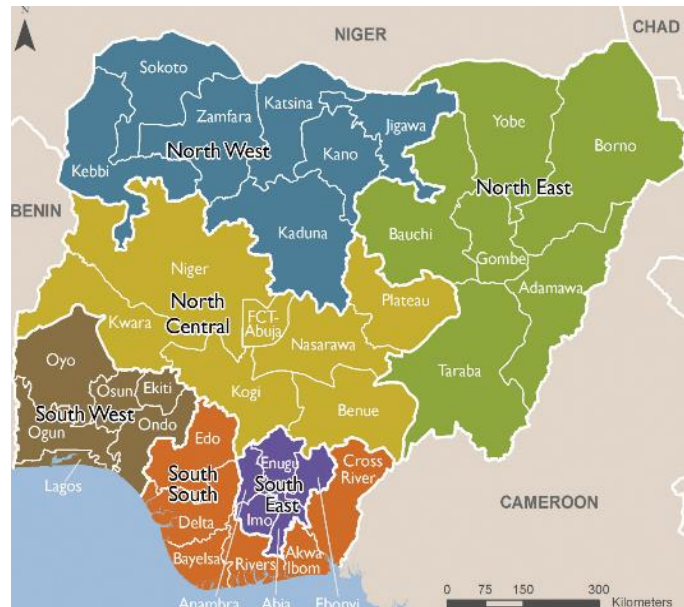 NIGER
CHAD
N
Sokoto
Katsina
Zamfara
Jigawa
Yobe
Kano
Borno
North West
Kebbi
North East
BENIN
Kaduna
Bauchi
Niger
Gombe
Adamawa
Plateau
North
Central
FCT-
Abuja
Kwara
Nasarawa
Oyo
Taraba
Osun
Ekiti
Kogi
South West
Benue
Ogun
Ondo
Edo
Enugu
Cross
River
Lagos
South
South
South
East
CAMEROON
Imo
Delta
Bayelsa
Rivers
Akwa
Ibom
0 75 150 300
Kilometers
Anambra
Abia
Ebonyi